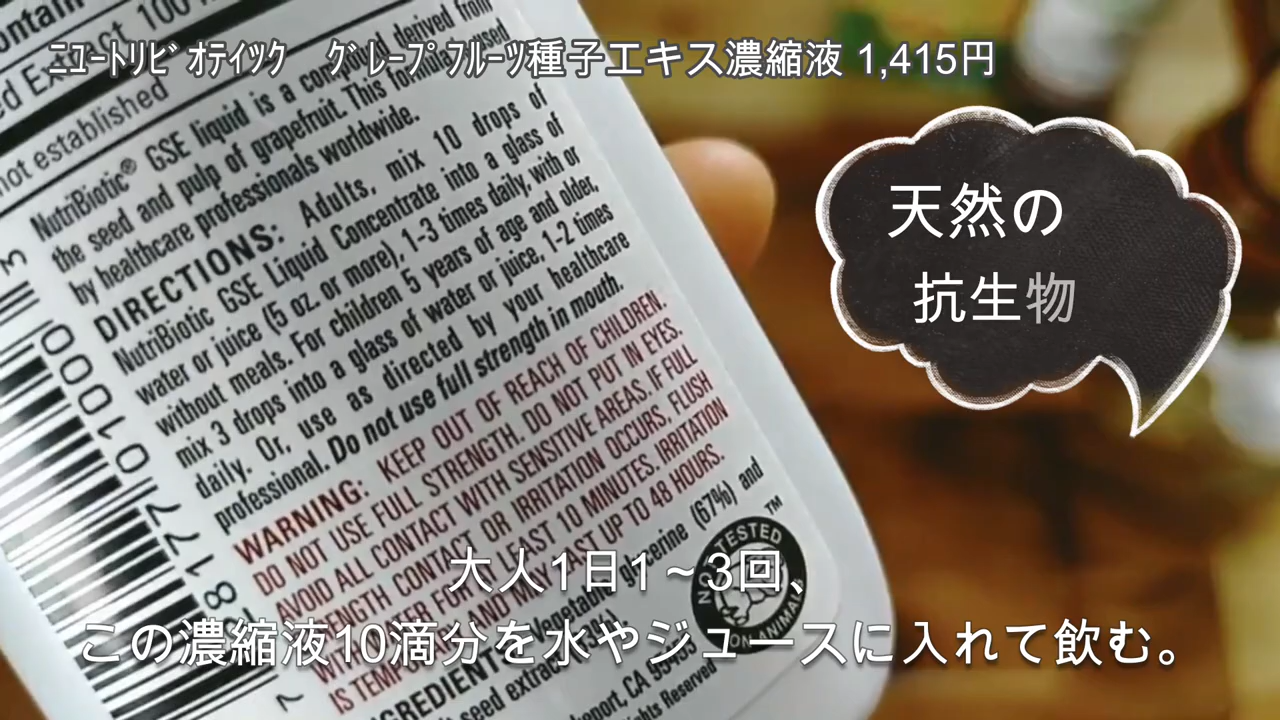 ﾆｭｰﾄﾘﾋﾞｵﾃｨｯｸ　ｸﾞﾚｰﾌﾟﾌﾙｰﾂ種子エキス濃縮液 1,415円
ontain
100 m
ed Extract
not established
NutriBiotic® GSE liquid is a compound derived from
the seed and pulp of grapefruit. This formula is used
by healthcare professionals worldwide.
DIRECTIONS: Adults, mix 10 drops of
NutriBiotic GSE Liquid Concentrate into a glass of
water or juice (5 oz. or more), 1-3 times daily, with or
without meals. For children 5 years of age and older,
mix 3 drops into a glass of water or juice, 1-2 times
daily. Or, use as directed by your healthcare
professional. Do not use full strength in mouth.
WARNING: KEEP OUT OF REACH OF CHILDREN.
DO NOT USE FULL STRENGTH. DO NOT PUT IN EYES.
AVOID ALL CONTACT WITH SENSITIVE AREAS. IF FULL
STRENGTH CONTACT OR IRRITATION OCCURS, FLUSH
WITH WATER FOR AT LEAST 10 MINUTES. IRRITATION
IS TEMPORARY AND MAY LAST UP TO 48 HOURS.
INGREDIENTS: Vegetable glycerine (67%) and
seed extract
keport, CA 95453
ghts Reserved
NOT TESTED
ON ANIMALS
TM
天然の
抗生物
大人1日1～3回、
この濃縮液10滴分を水やジュースに入れて飲む。